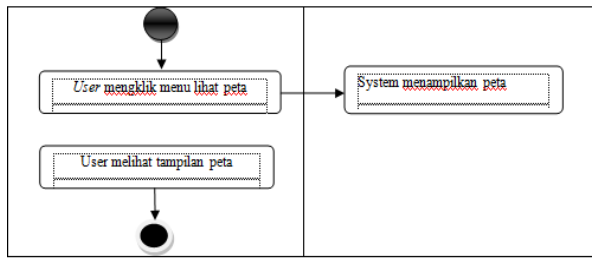 User mengklik menu lihat peta
System menampilkan peta
User melihat tampilan peta